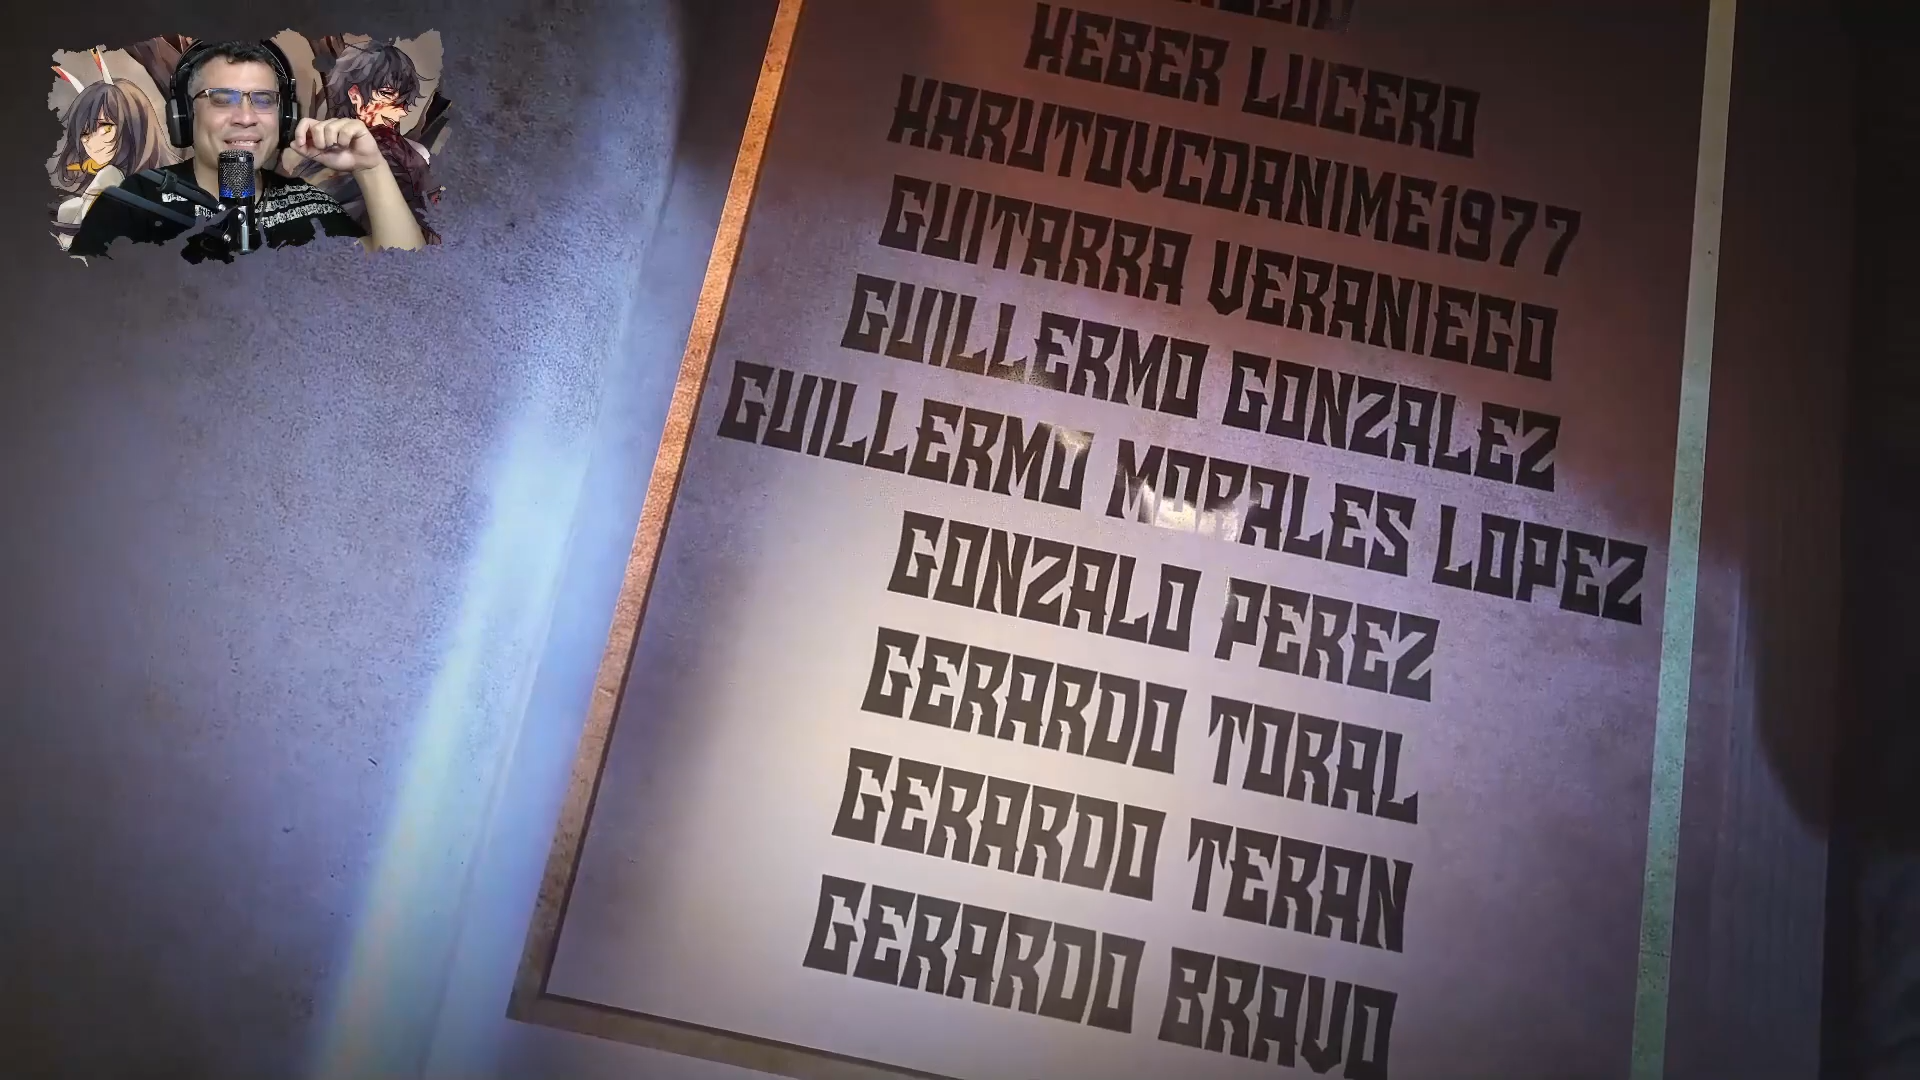 HEBER LUCERO
HARUTOVCDANIME1977
GUITARRA VERANIEGO
GUILLERMO GONZALEZ
GUILLERMO MORALES LOPEZ
GONZALO PEREZ
GERARDO TORAL
GERARDO TERAN
GERARDO BRAVO